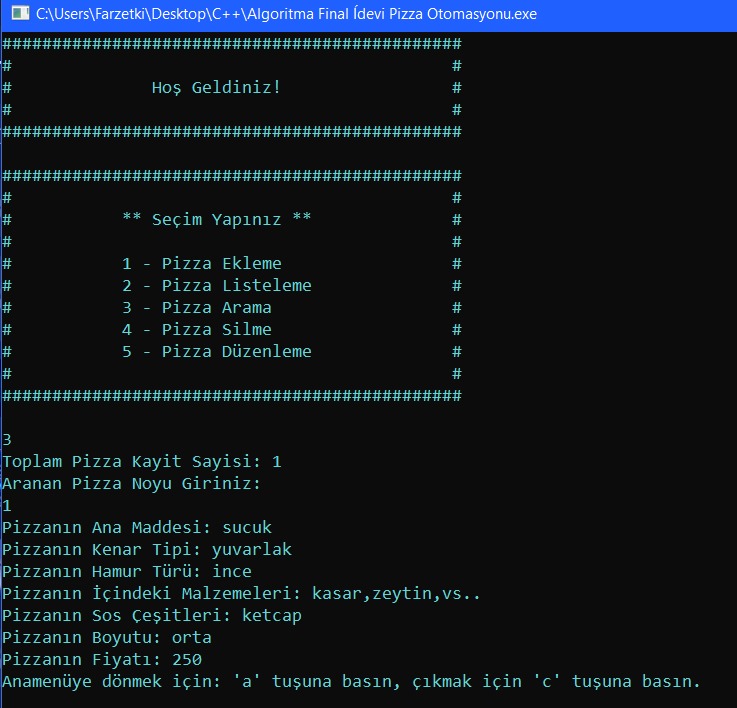 C:\Users\Farzetki\Desktop\C++\Algoritma Final İdevi Pizza Otomasyonu.exe
##############################################
#                                            #
#              Hoş Geldiniz!                 #
#                                            #
##############################################
##############################################
#                                            #
#           ** Seçim Yapınız **              #
#                                            #
#           1 - Pizza Ekleme                 #
#           2 - Pizza Listeleme              #
#           3 - Pizza Arama                  #
#           4 - Pizza Silme                  #
#           5 - Pizza Düzenleme              #
#                                            #
##############################################
3
Toplam Pizza Kayit Sayisi: 1
Aranan Pizza Noyu Giriniz:
1
Pizzanın Ana Maddesi: sucuk
Pizzanın Kenar Tipi: yuvarlak
Pizzanın Hamur Türü: ince
Pizzanın İçindeki Malzemeleri: kasar,zeytin,vs..
Pizzanın Sos Çeşitleri: ketcap
Pizzanın Boyutu: orta
Pizzanın Fiyatı: 250
Anamenüye dönmek için: 'a' tuşuna basın, çıkmak için 'c' tuşuna basın.